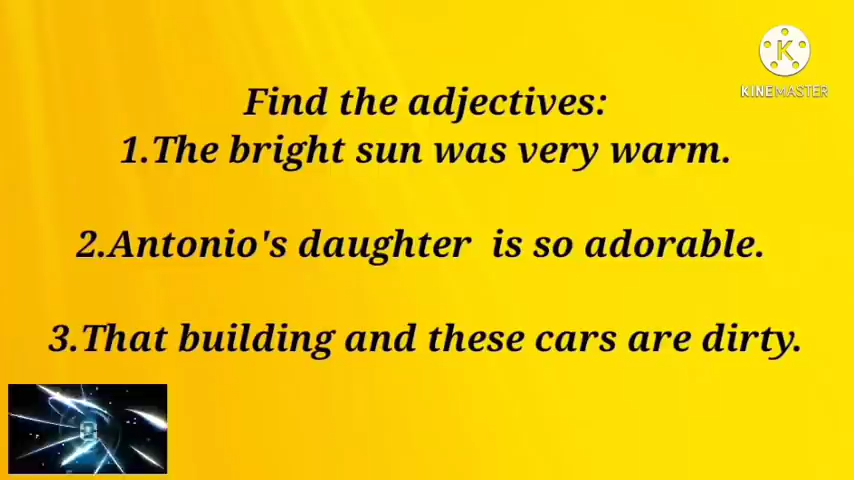 KINEMASTER
Find the adjectives:
1.The bright sun was very warm.
2.Antonio's daughter is so adorable.
3.That building and these cars are dirty.